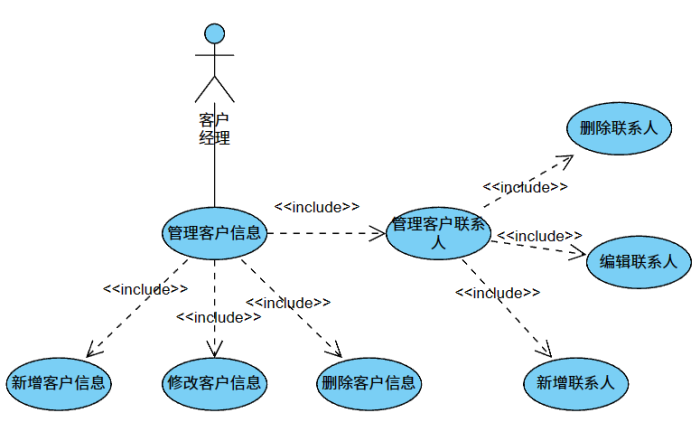 客户
经理
删除联系人
<<include>>
<<include>>
管理客户信息
管理客户联系
人
<<include>>
编辑联系人
<<include>>
<<include>>
<<include>>
<<include>>
新增客户信息
修改客户信息
删除客户信息
新增联系人